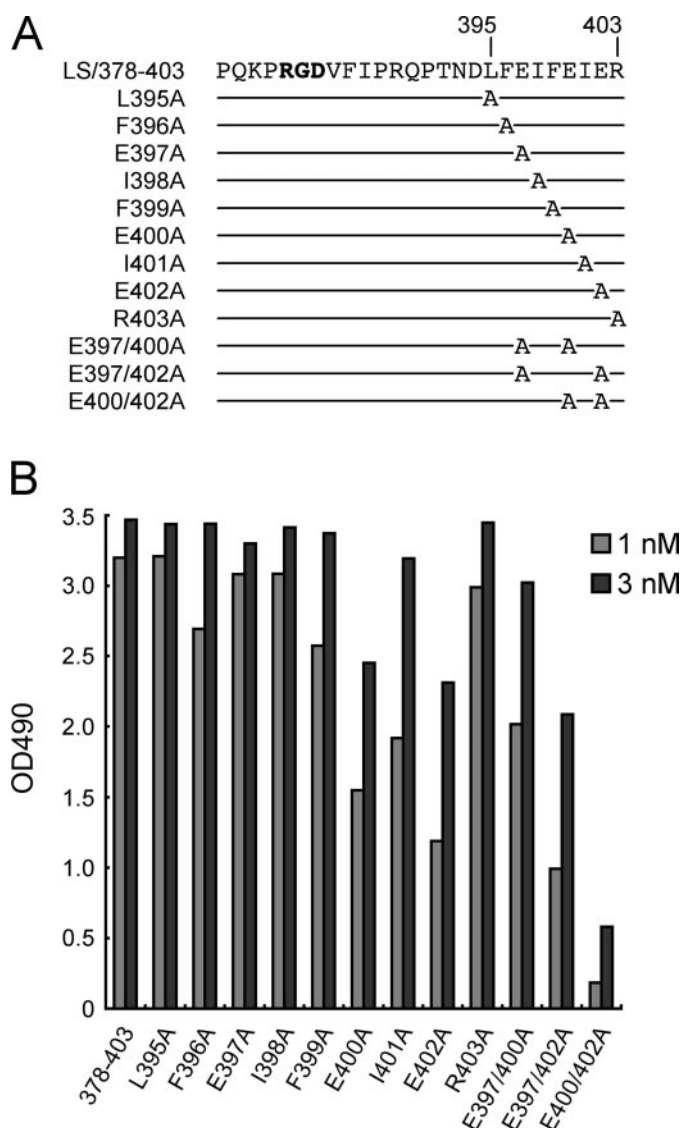 A
395 403
LS/378-403 PQKPRGDVFIPRQPTNDLFEIFEIER
L395A A
F396A A
E397A A
I398A A
F399A A
E400A A
I401A A
E402A A
R403A A
E397/400A A A
E397/402A A A
E400/402A A A
B
3.5
3.0
2.5
2.0
1.5
1.0
0.5
0
OD490
1 nM
3 nM
378-403
L395A
F396A
E397A
I398A
F399A
E400A
I401A
E402A
R403A
E397/400A
E397/402A
E400/402A